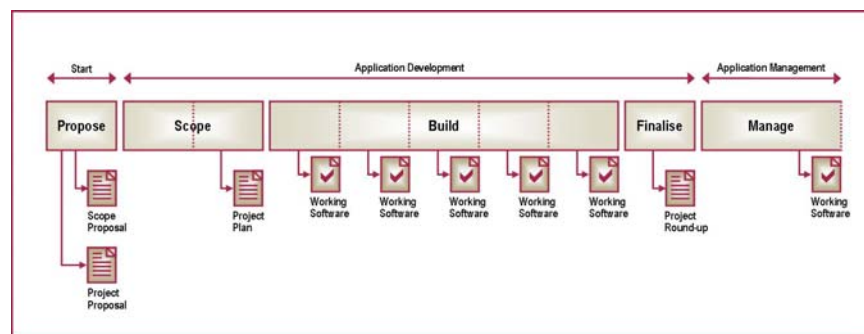 Start
Application Development
Application Management
Propose
Scope
Build
Finalise
Manage
Scope
Proposal
Project
Plan
Working
Software
Working
Software
Working
Software
Working
Software
Working
Software
Project
Round-up
Working
Software
Project
Proposal